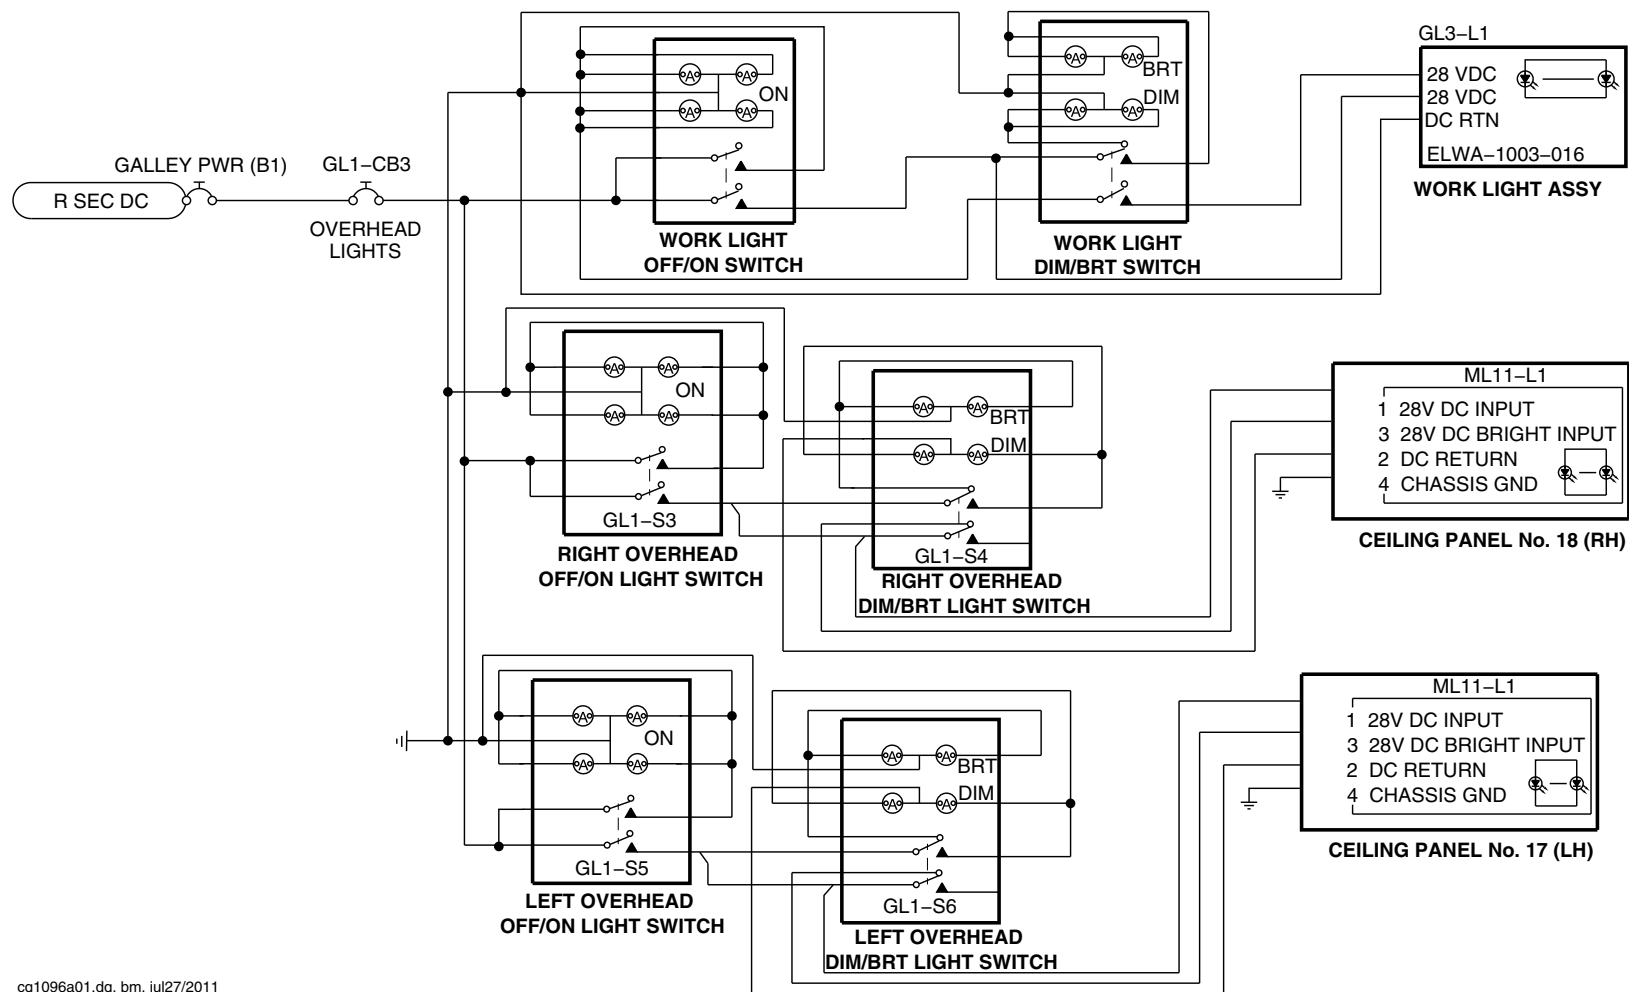 GL3–L1
28 VDC
28 VDC
DC RTN
ELWA–1003–016
WORK LIGHT ASSY
A A
A A
ON
WORK LIGHT
OFF/ON SWITCH
A A
BRT
DIM
A A
WORK LIGHT
DIM/BRT SWITCH
GALLEY PWR (B1)
GL1–CB3
R SEC DC
OVERHEAD
LIGHTS
A A
ON
A A
GL1–S3
RIGHT OVERHEAD
OFF/ON LIGHT SWITCH
A A
BRT
DIM
A A
GL1–S4
RIGHT OVERHEAD
DIM/BRT LIGHT SWITCH
ML11–L1
1 28V DC INPUT
3 28V DC BRIGHT INPUT
2 DC RETURN
4 CHASSIS GND
CEILING PANEL No. 18 (RH)
A A
ON
A A
GL1–S5
LEFT OVERHEAD
OFF/ON LIGHT SWITCH
A A
BRT
DIM
A A
GL1–S6
LEFT OVERHEAD
DIM/BRT LIGHT SWITCH
ML11–L1
1 28V DC INPUT
3 28V DC BRIGHT INPUT
2 DC RETURN
4 CHASSIS GND
CEILING PANEL No. 17 (LH)
cg1096a01.dg, bm, jul27/2011